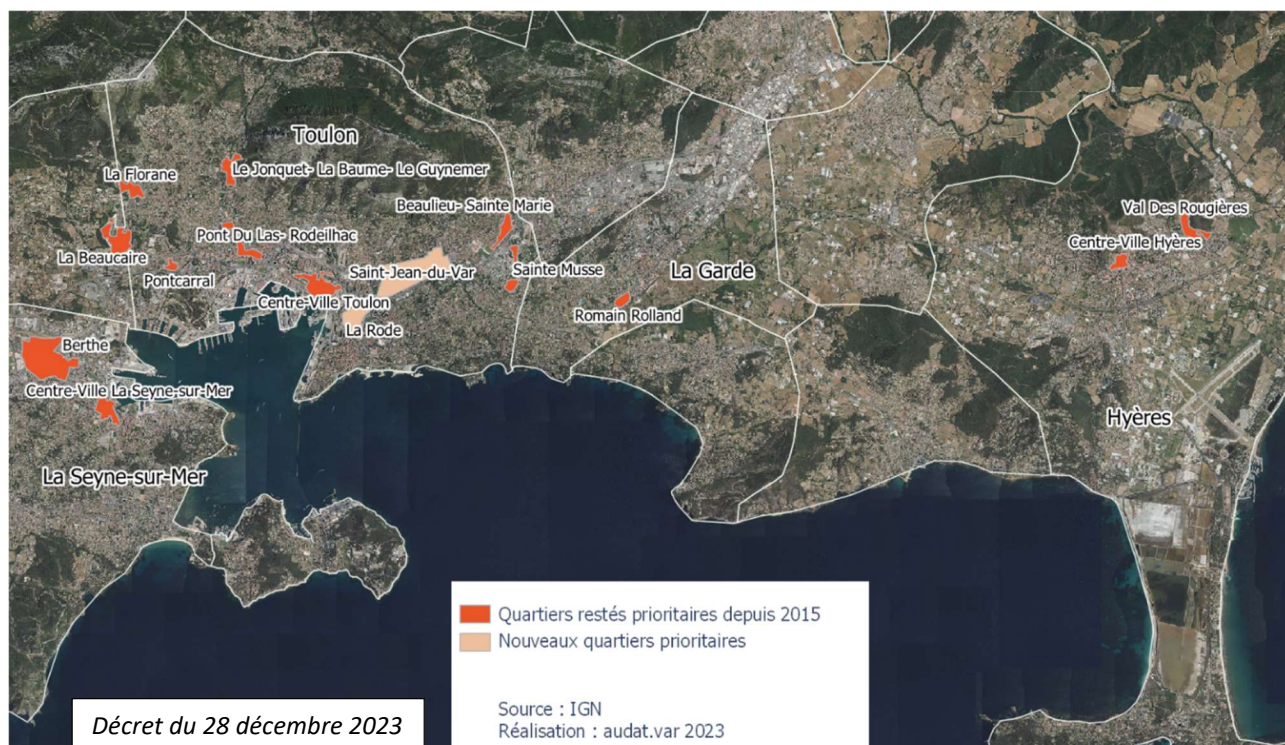 Toulon
La Florane
Le Jonquet- La Baume- Le Guynemer
Beaulieu- Sainte Marie
Val Des Rougières
Pont Du Las- Rodeilhac
Centre-Ville Hyères
La Beaucaire
Pontcarral
Saint-Jean-du-Var
Sainte Musse
La Garde
Centre-Ville Toulon
Romain Rolland
La Rode
Berthe
Centre-Ville La Seyne-sur-Mer
Hyères
La Seyne-sur-Mer
Quartiers restés prioritaires depuis 2015
Nouveaux quartiers prioritaires
Source : IGN
Réalisation : audat.var 2023
Décret du 28 décembre 2023